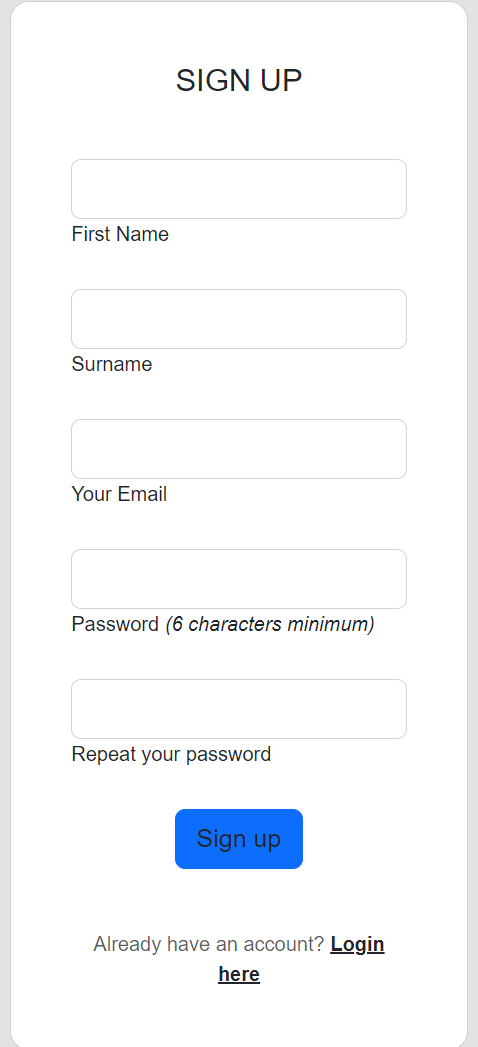 SIGN UP
First Name
Surname
Your Email
Password (6 characters minimum)
Repeat your password
Sign up
Already have an account? Login
here